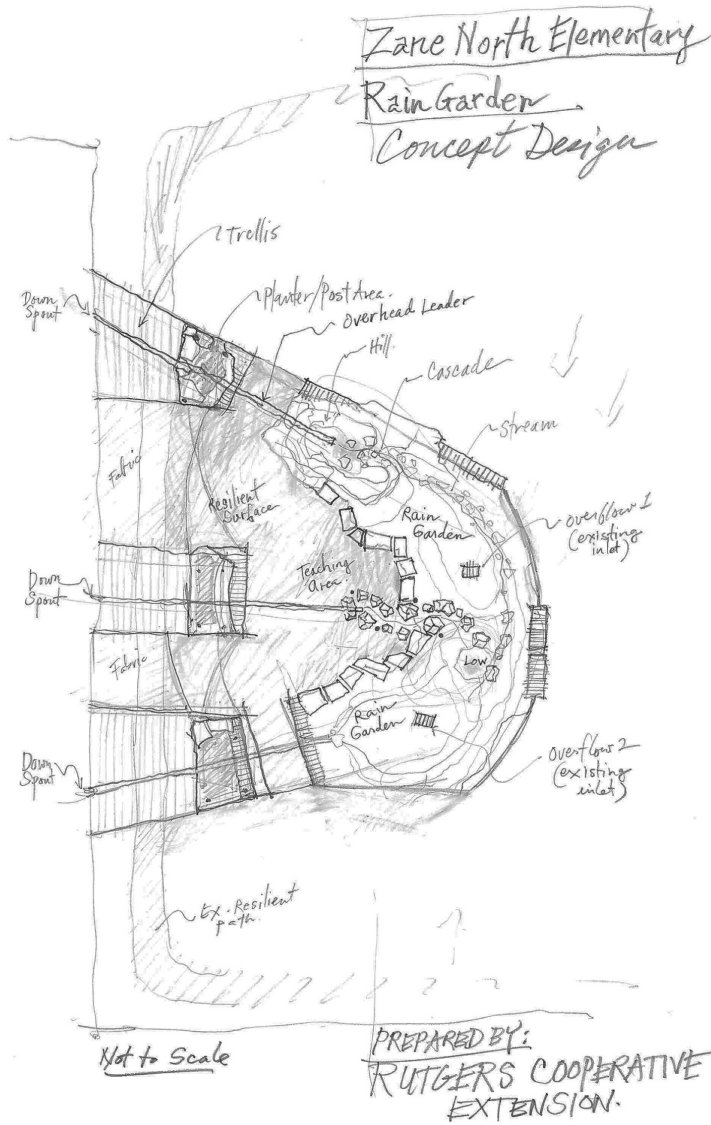 Zane North Elementary
Rain Garden
Concept Design
Trellis
Down
Spout
Planter/Post Area.
Overhead Leader
Hill.
Cascade
Stream
Fabric
Resilient
Surface
Rain
Garden
overflow 1
(existing
inlet)
Teaching
Area.
Down
Spout
Fabric
Low
Rain
Garden
Down
Spout
overflow 2
(existing
inlet)
Ex. Resilient
path.
Not to Scale
PREPARED BY:
RUTGERS COOPERATIVE
EXTENSION.